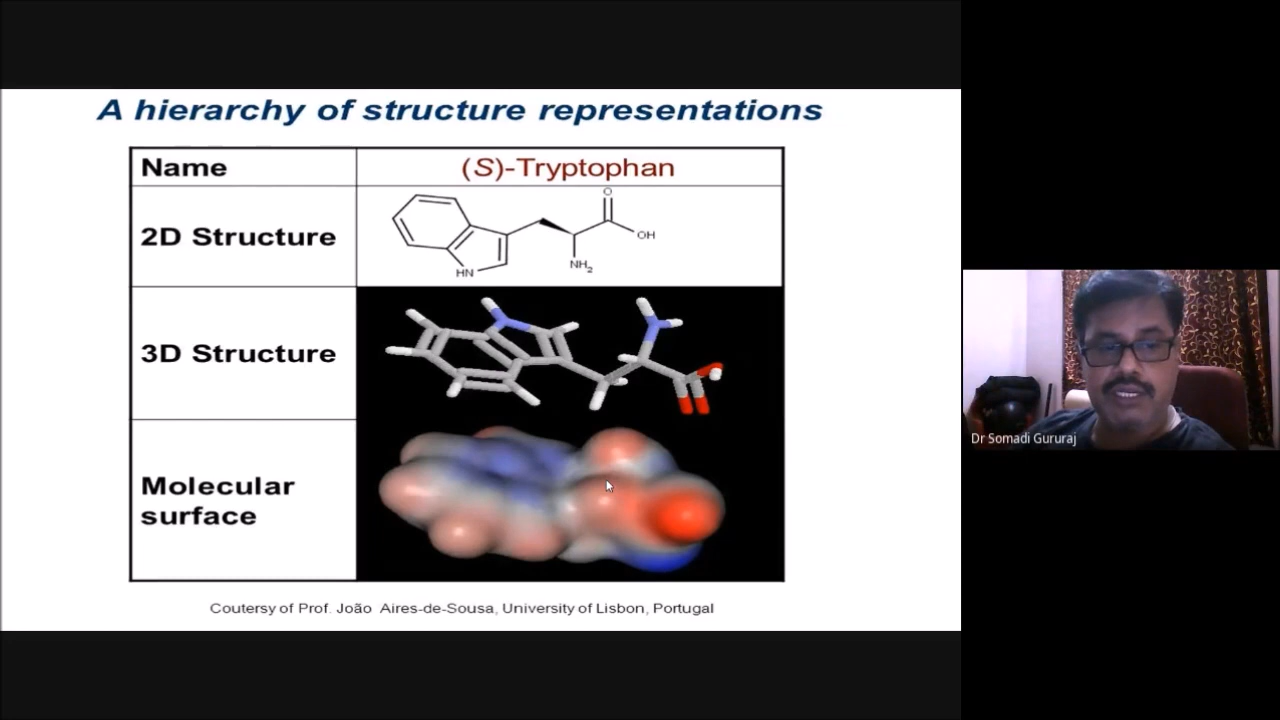 A hierarchy of structure representations
Name
(S)-Tryptophan
2D Structure
O
OH
NH2
HN
3D Structure
Molecular
surface
Coutersy of Prof. João Aires-de-Sousa, University of Lisbon, Portugal
Dr Somadi Gururaj